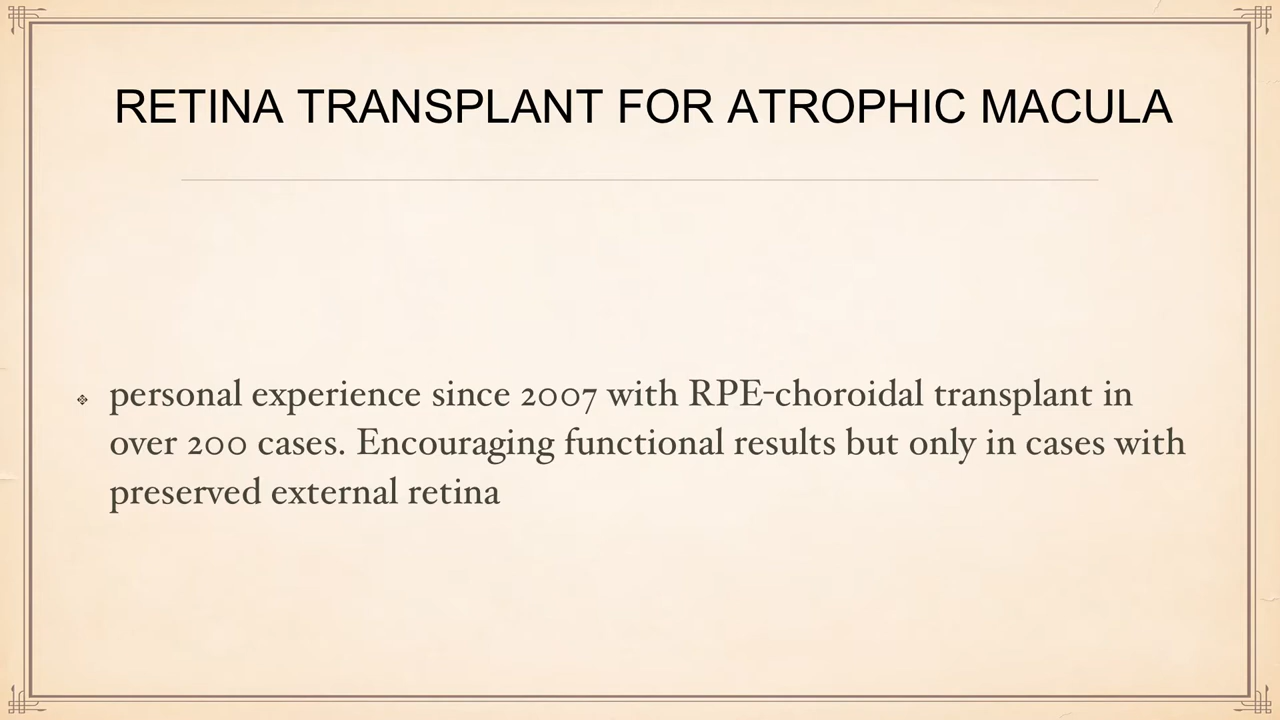 RETINA TRANSPLANT FOR ATROPHIC MACULA
personal experience since 2007 with RPE-choroidal transplant in
over 200 cases. Encouraging functional results but only in cases with
preserved external retina